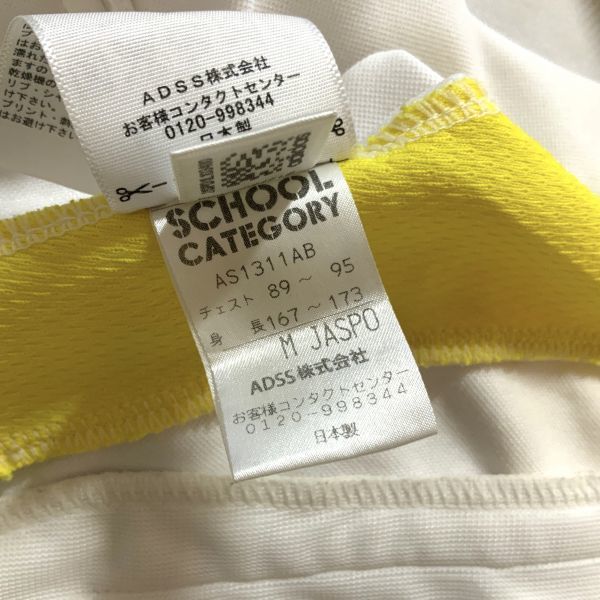 ADSS株式会社
お客様コンタクトセンター
0120-998344
日本製
SCHOOL
CATEGORY
AS1311AB
チェスト 89～ 95
身 長167～173
M JASPO
ADSS株式会社
お客様コンタクトセンター
0120-998344
日本製